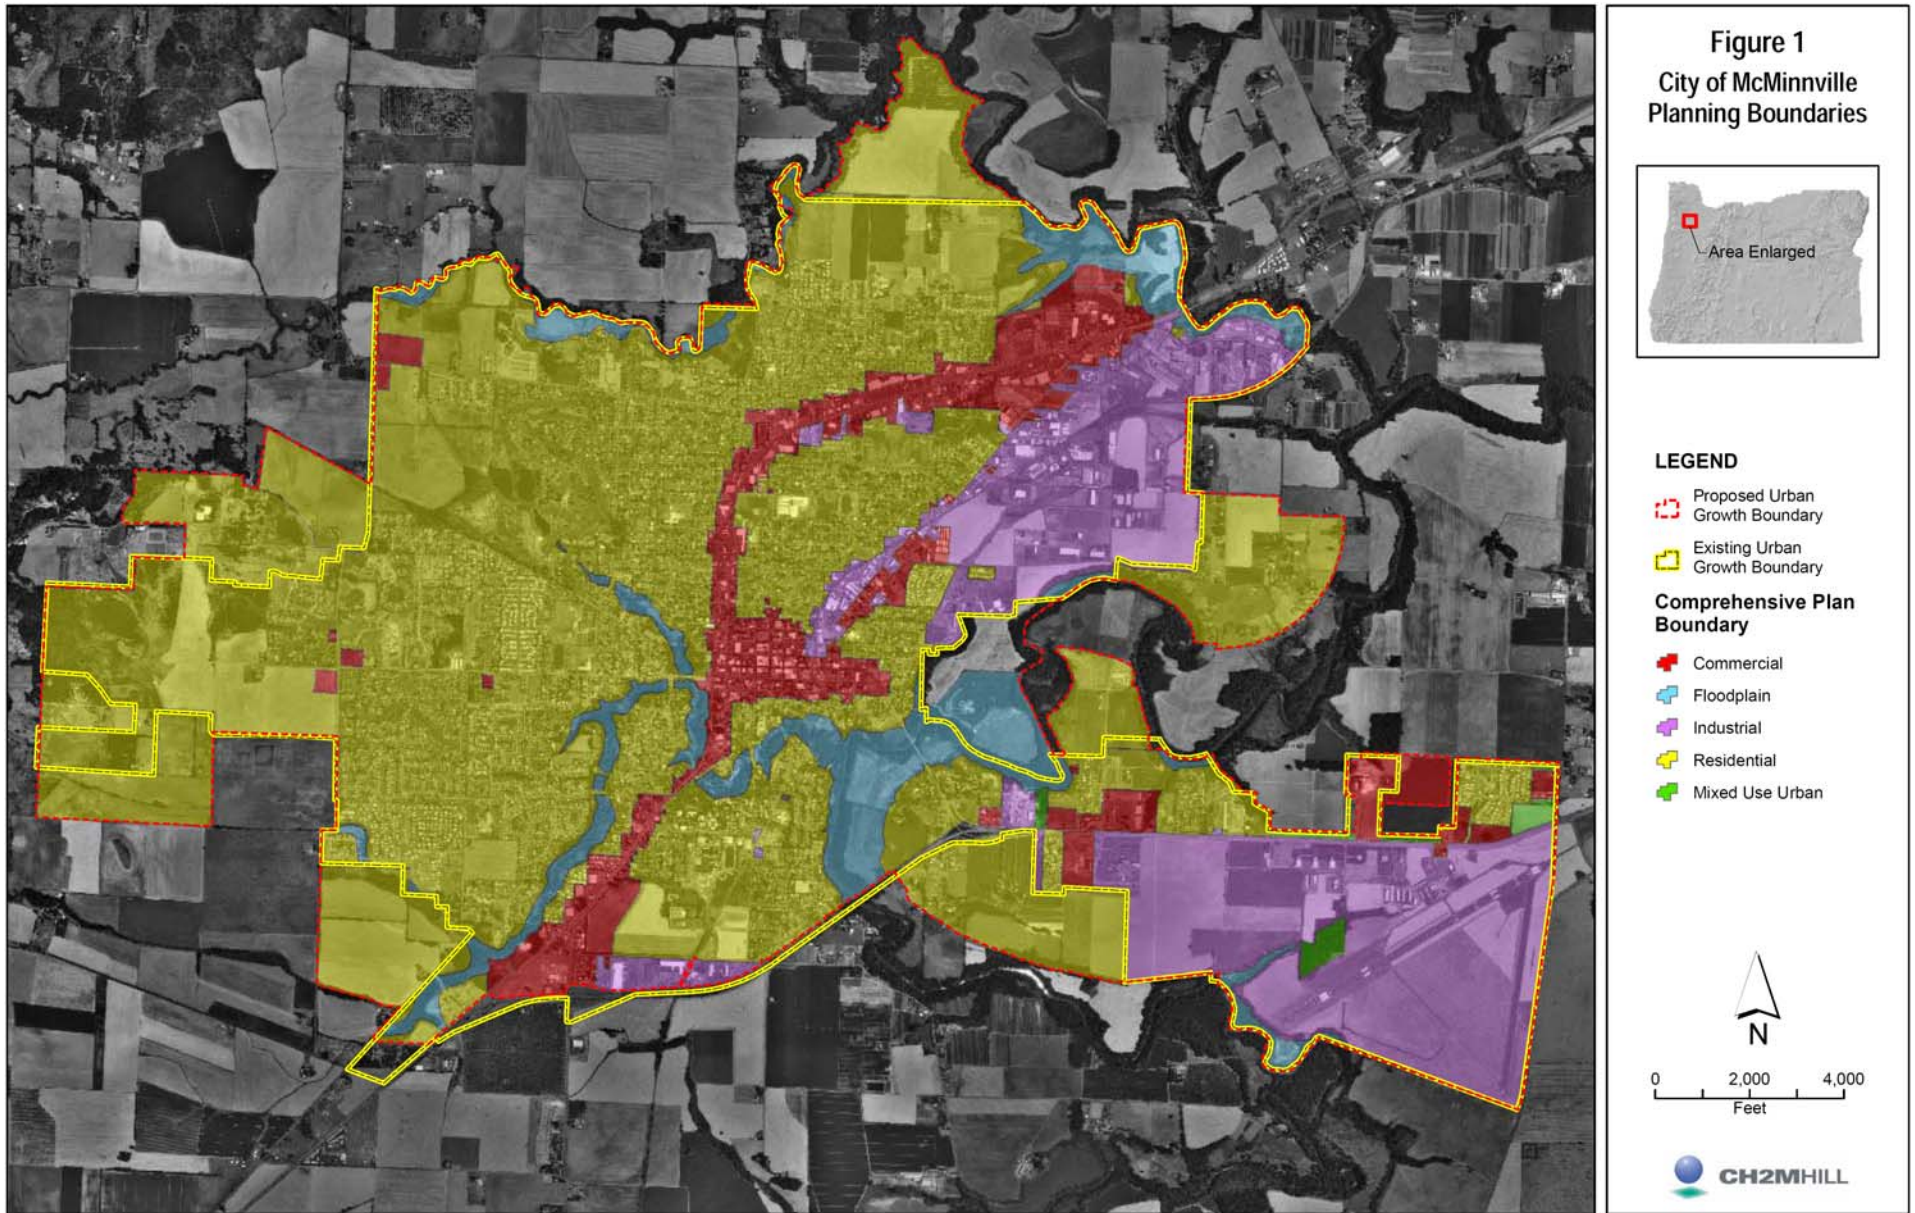 Figure 1
City of McMinnville
Planning Boundaries
Area Enlarged
LEGEND
Proposed Urban
Growth Boundary
Existing Urban
Growth Boundary
Comprehensive Plan
Boundary
Commercial
Floodplain
Industrial
Residential
Mixed Use Urban
N
0 2,000 4,000
Feet
CH2MHILL